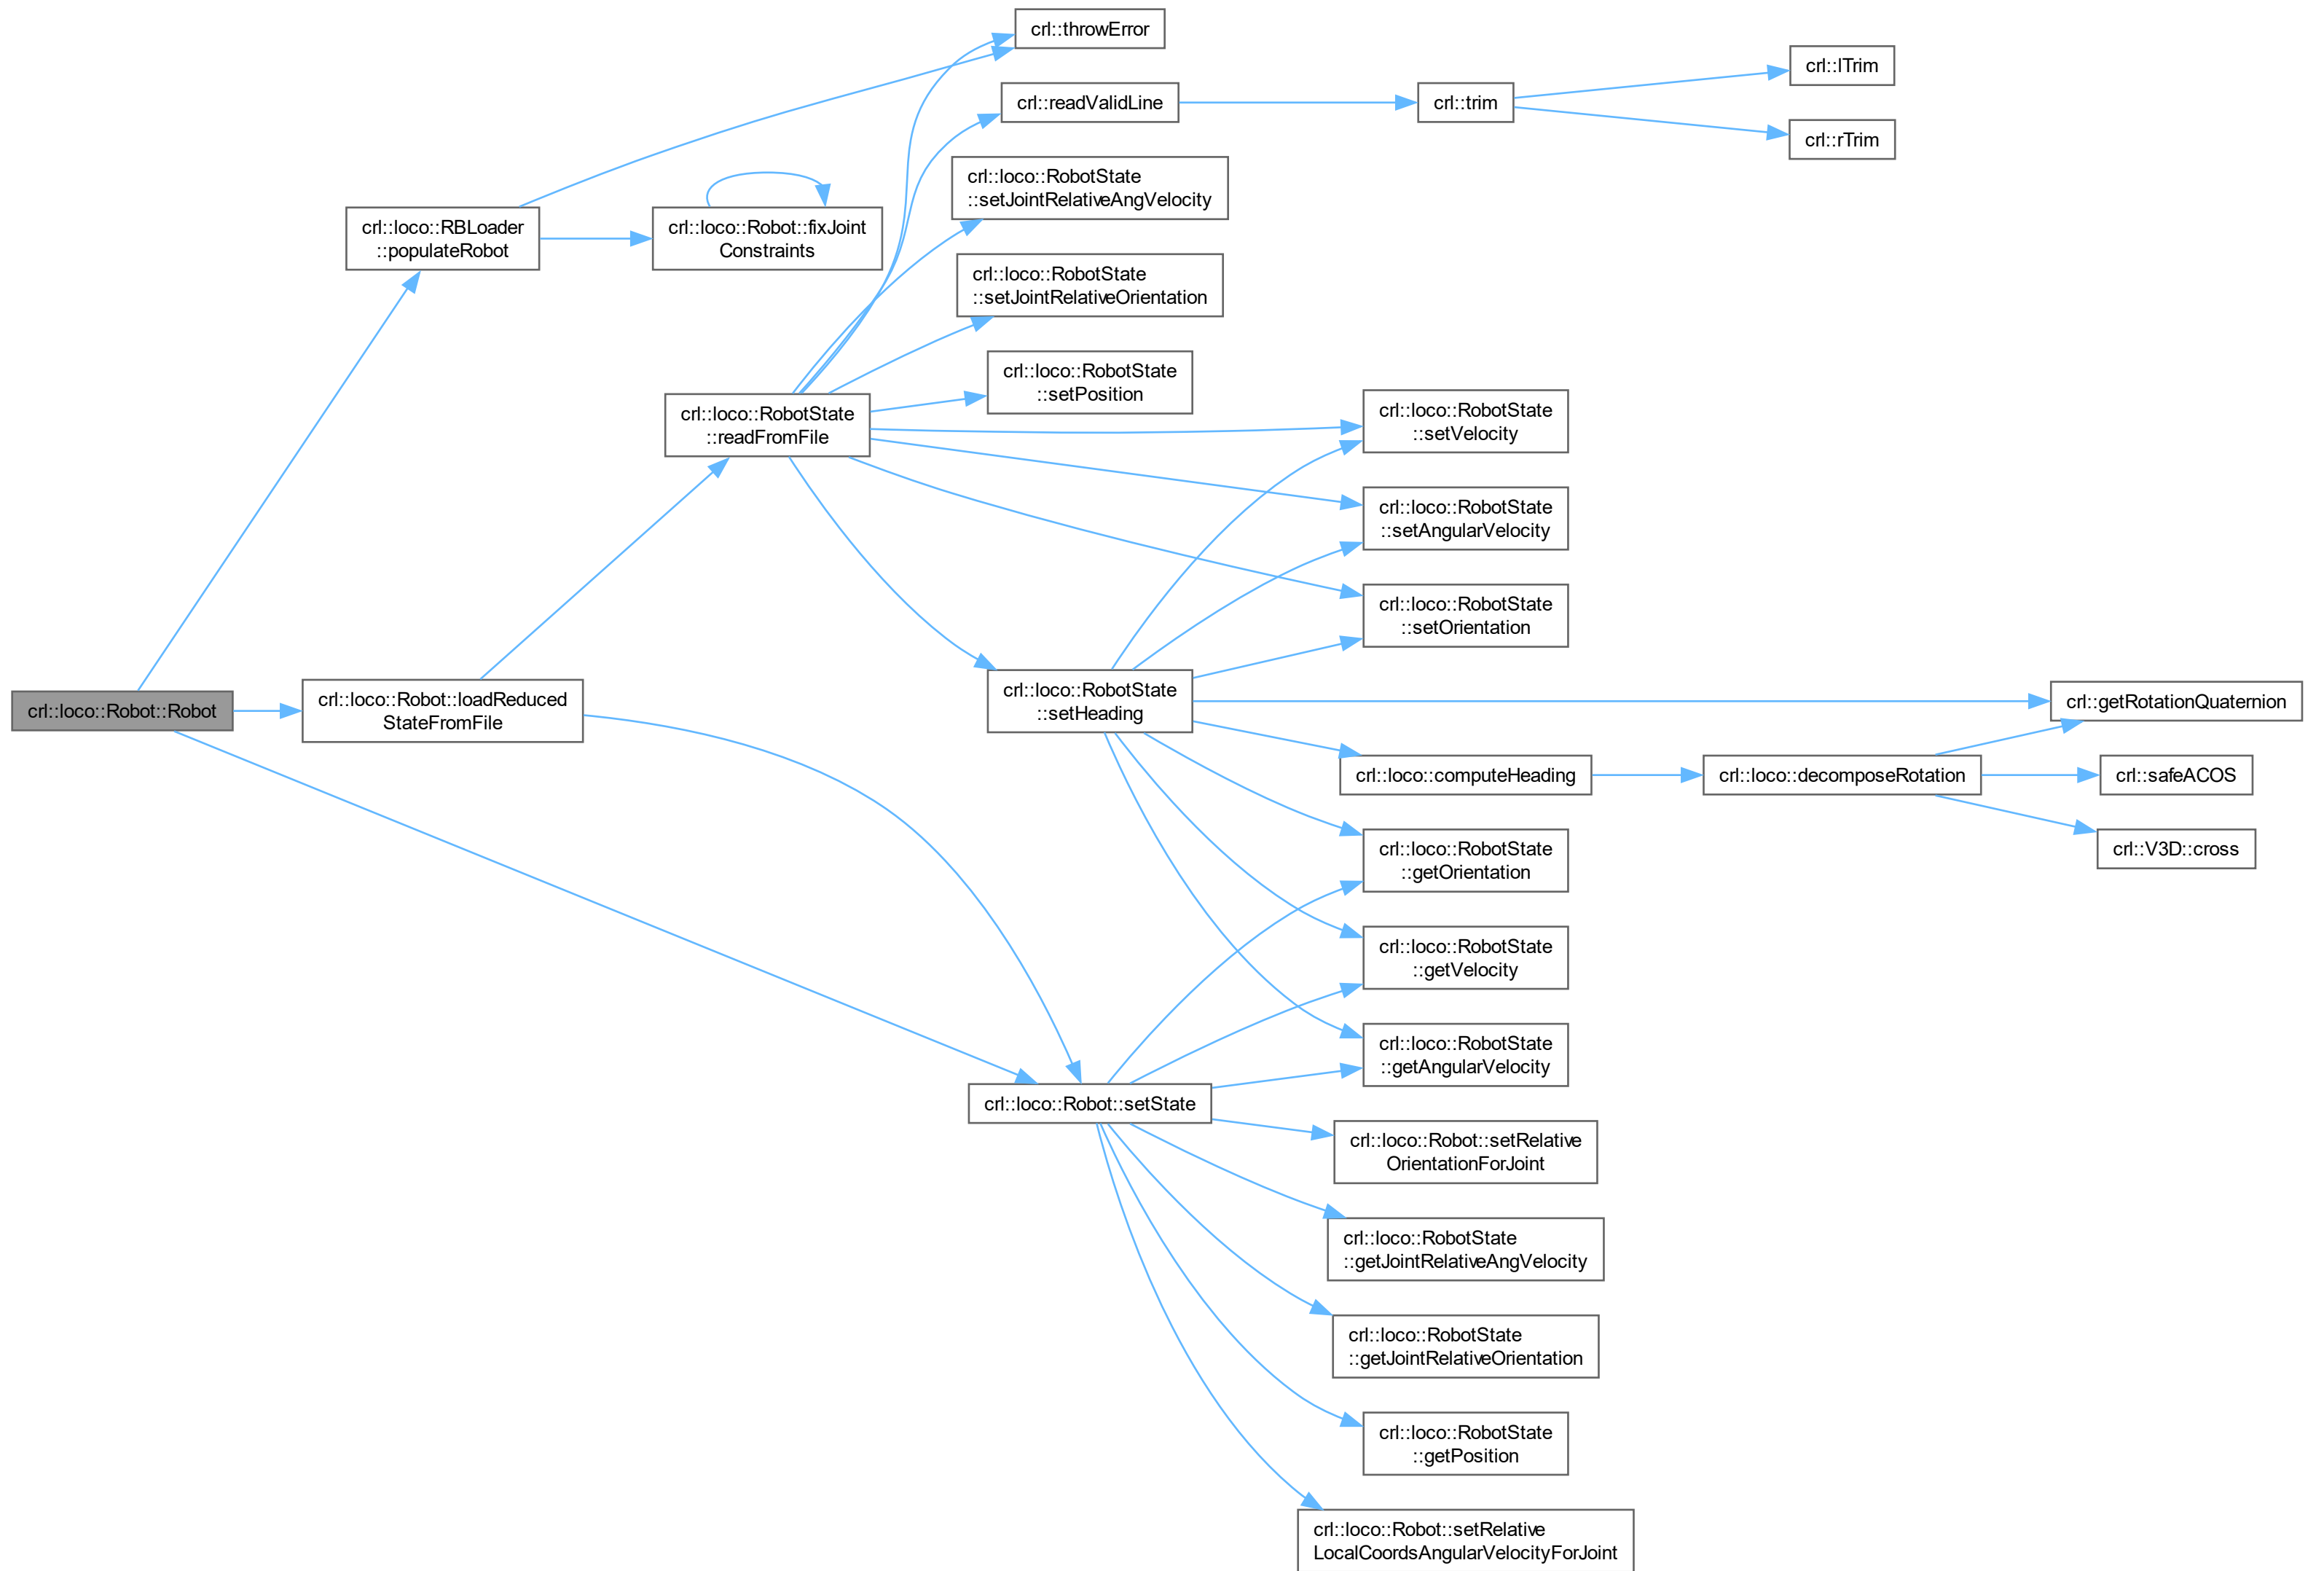 crl::throwError
crl::readValidLine
crl::trim
crl::lTrim
crl::rTrim
crl::loco::RobotState
::setJointRelativeAngVelocity
crl::loco::RBLoader
::populateRobot
crl::loco::Robot::fixJoint
Constraints
crl::loco::RobotState
::setJointRelativeOrientation
crl::loco::RobotState
::setPosition
crl::loco::RobotState
::readFromFile
crl::loco::RobotState
::setVelocity
crl::loco::RobotState
::setAngularVelocity
crl::loco::RobotState
::setOrientation
crl::loco::Robot::Robot
crl::loco::Robot::loadReduced
StateFromFile
crl::loco::RobotState
::setHeading
crl::getRotationQuaternion
crl::loco::computeHeading
crl::loco::decomposeRotation
crl::safeACOS
crl::V3D::cross
crl::loco::RobotState
::getOrientation
crl::loco::RobotState
::getVelocity
crl::loco::RobotState
::getAngularVelocity
crl::loco::Robot::setState
crl::loco::Robot::setRelative
OrientationForJoint
crl::loco::RobotState
::getJointRelativeAngVelocity
crl::loco::RobotState
::getJointRelativeOrientation
crl::loco::RobotState
::getPosition
crl::loco::Robot::setRelative
LocalCoordsAngularVelocityForJoint